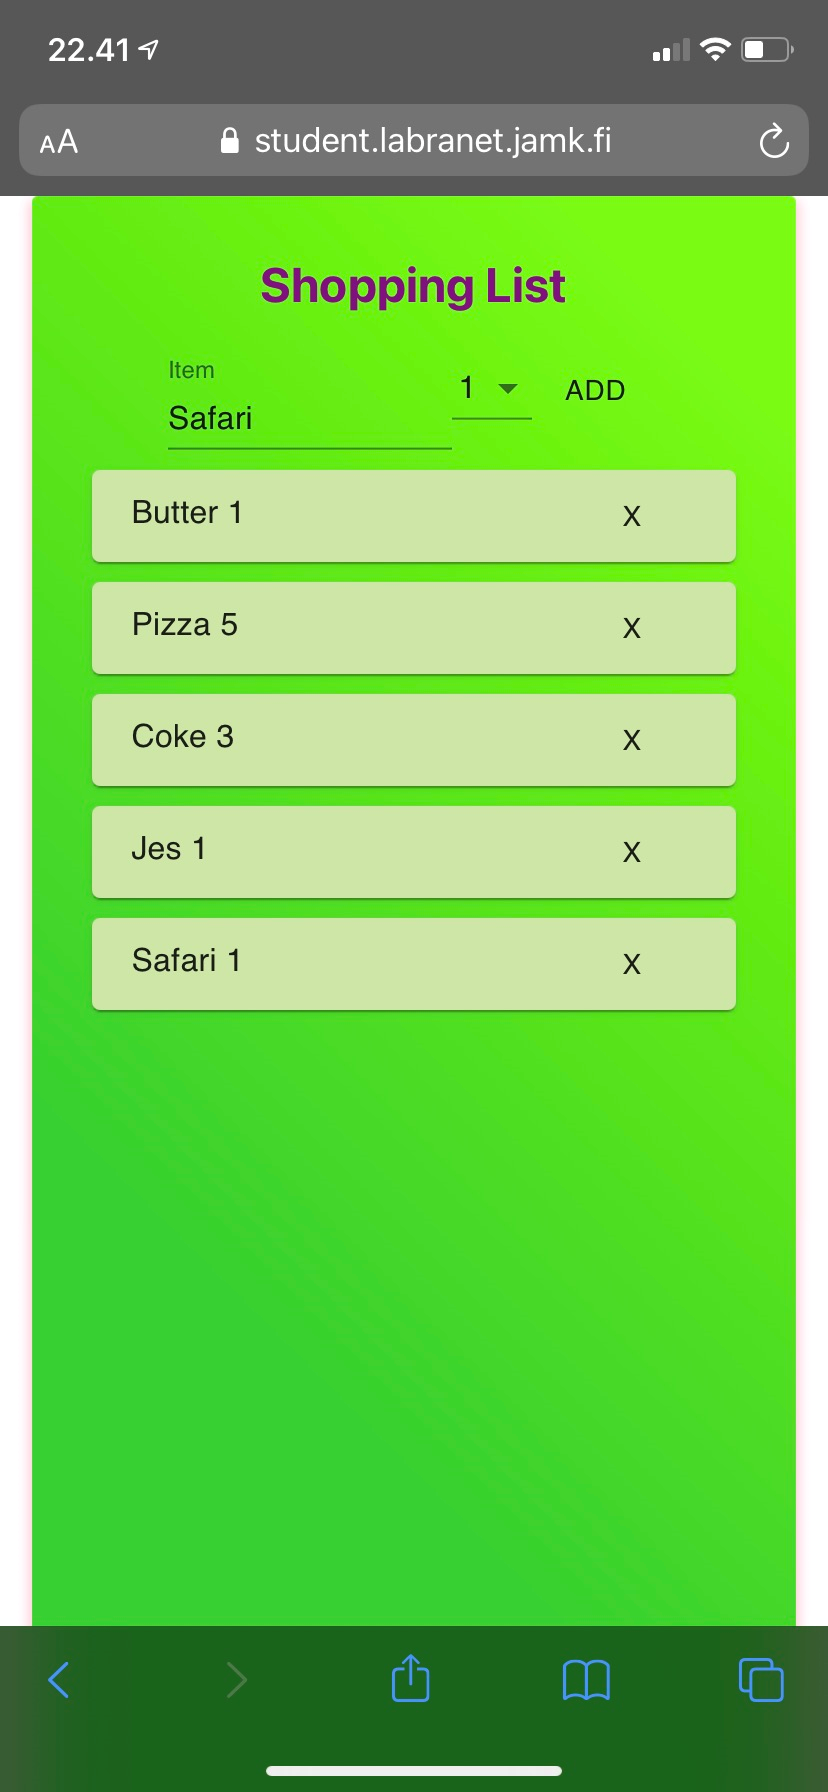 22.41
AA student.labranet.jamk.fi
Shopping List
Item
Safari 1 ADD
Butter 1 X
Pizza 5 X
Coke 3 X
Jes 1 X
Safari 1 X